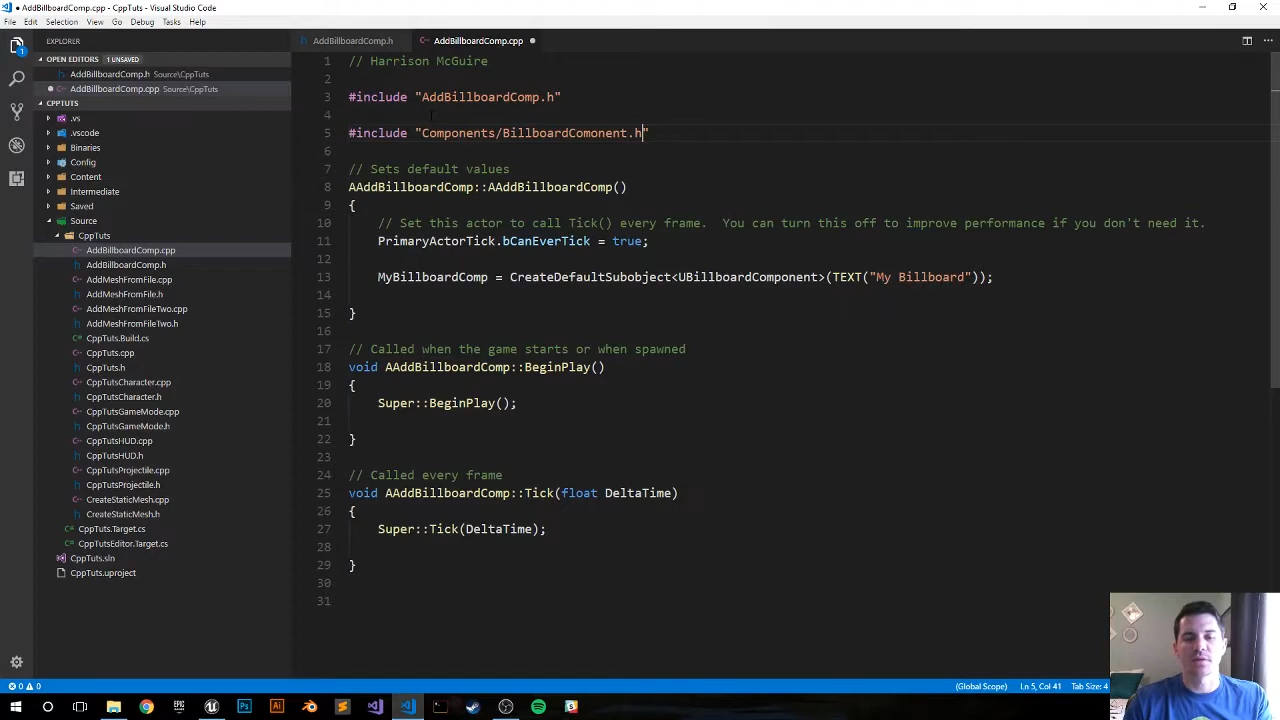 ● AddBillboardComp.cpp - CppTuts - Visual Studio Code
File Edit Selection View Go Debug Tasks Help
EXPLORER
AddBillboardComp.h
AddBillboardComp.cpp ●
OPEN EDITORS 1 UNSAVED
AddBillboardComp.h Source\CppTuts
AddBillboardComp.cpp Source\CppTuts
CPPTUTS
.vs
.vscode
Binaries
Config
Content
Intermediate
Saved
Source
CppTuts
AddBillboardComp.cpp
AddBillboardComp.h
AddMeshFromFile.cpp
AddMeshFromFile.h
AddMeshFromFileTwo.cpp
AddMeshFromFileTwo.h
CppTuts.Build.cs
CppTuts.cpp
CppTuts.h
CppTutsCharacter.cpp
CppTutsCharacter.h
CppTutsGameMode.cpp
CppTutsGameMode.h
CppTutsHUD.cpp
CppTutsHUD.h
CppTutsProjectile.cpp
CppTutsProjectile.h
CreateStaticMesh.cpp
CreateStaticMesh.h
CppTuts.Target.cs
CppTutsEditor.Target.cs
CppTuts.sln
CppTuts.uproject
1 // Harrison McGuire
2
3 #include "AddBillboardComp.h"
4
5 #include "Components/BillboardComonent.h"
6
7 // Sets default values
8 AAddBillboardComp::AAddBillboardComp()
9 {
10 // Set this actor to call Tick() every frame.  You can turn this off to improve performance if you don't need it.
11 PrimaryActorTick.bCanEverTick = true;
12
13 MyBillboardComp = CreateDefaultSubobject<UBillboardComponent>(TEXT("My Billboard"));
14
15 }
16
17 // Called when the game starts or when spawned
18 void AAddBillboardComp::BeginPlay()
19 {
20 Super::BeginPlay();
21
22 }
23
24 // Called every frame
25 void AAddBillboardComp::Tick(float DeltaTime)
26 {
27 Super::Tick(DeltaTime);
28
29 }
30
31
0 0
(Global Scope) Ln 5, Col 41 Tab Size: 4